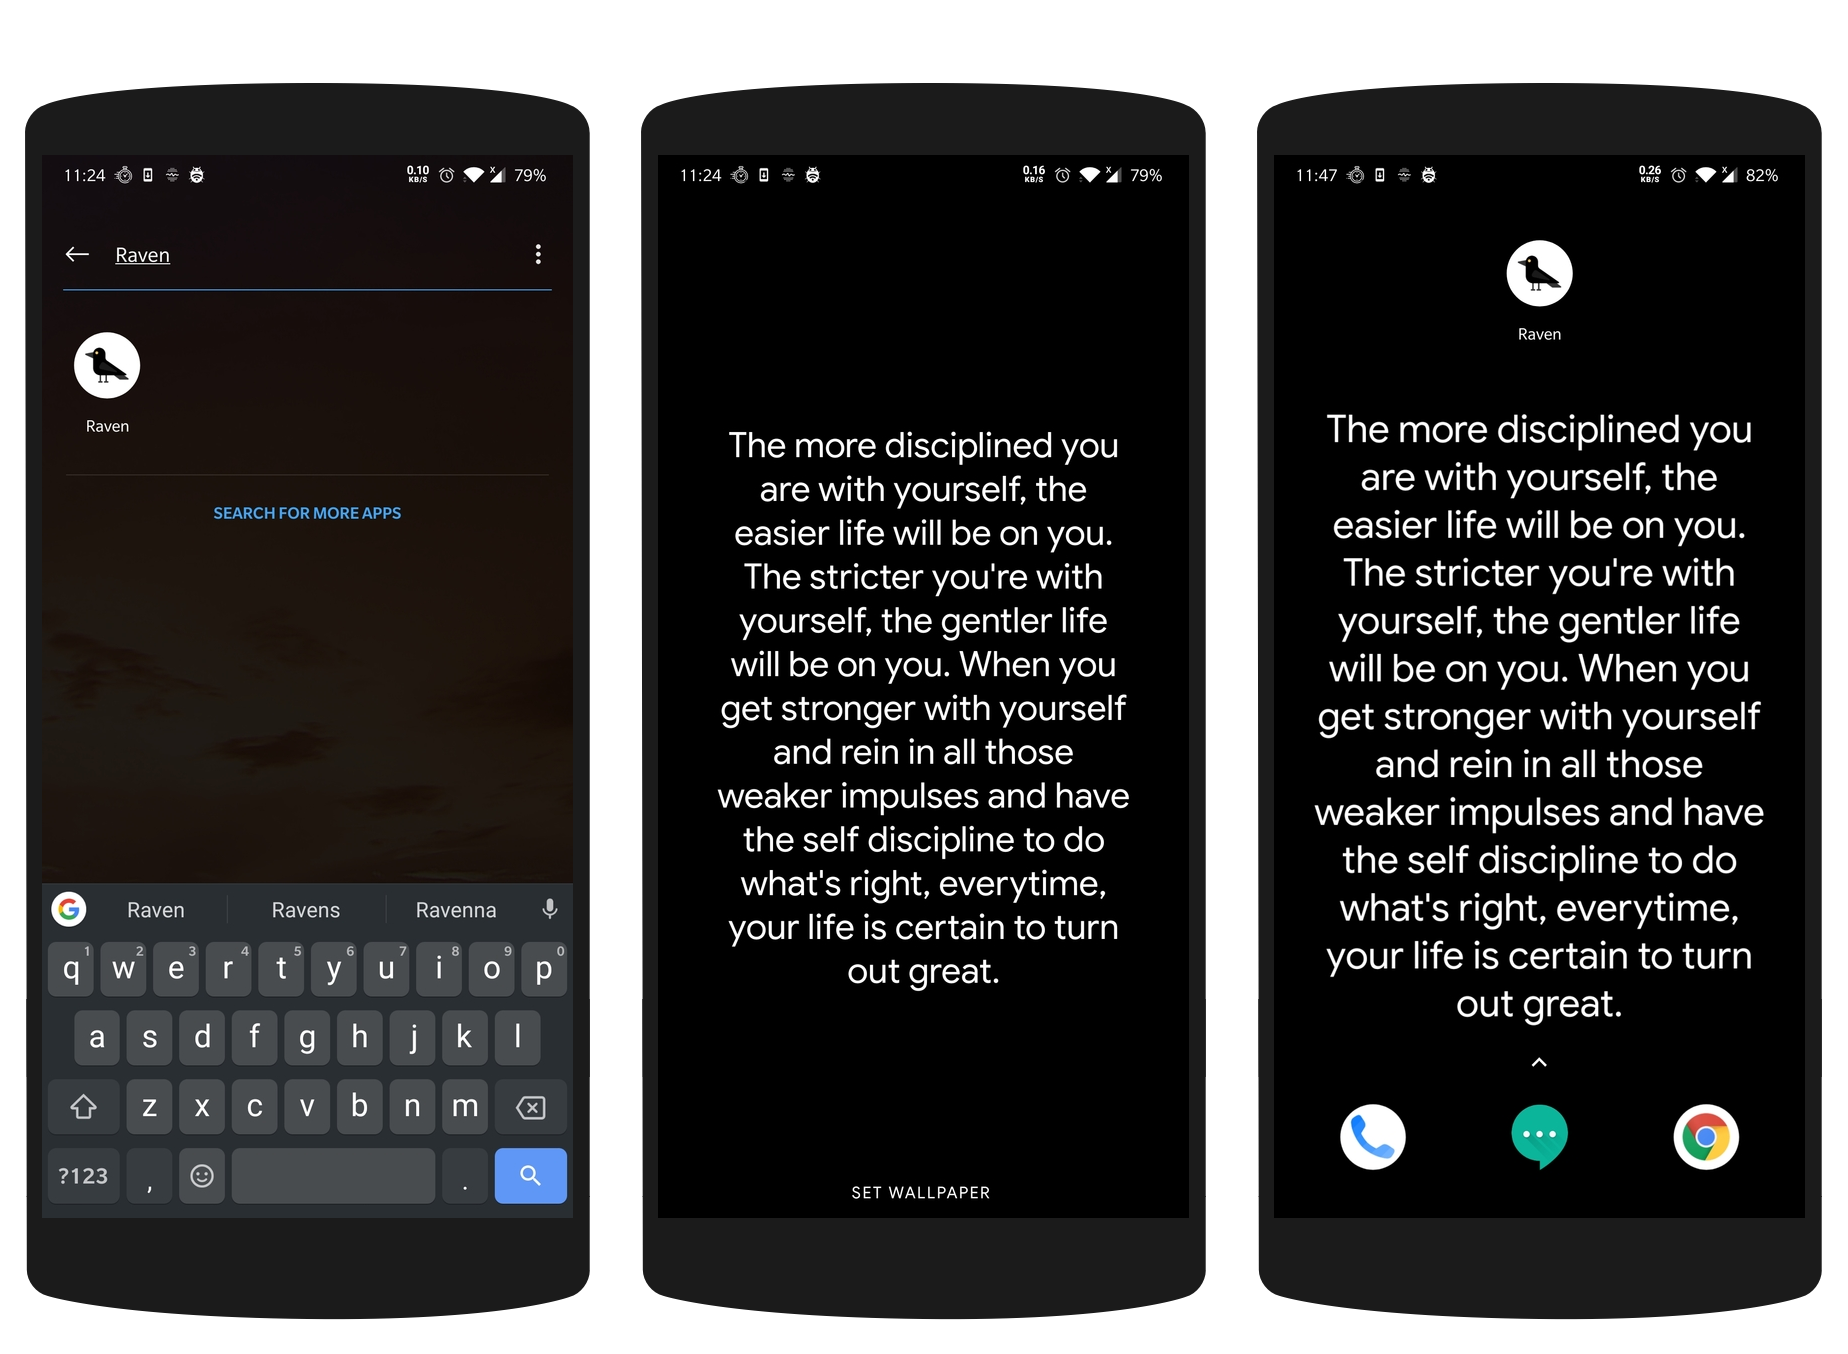 11:24
0.10
KB/S
X
79%
Raven
Raven
SEARCH FOR MORE APPS
Raven Ravens Ravenna
1 2 3 4 5 6 7 8 9 0
q w e r t y u i o p
a s d f g h j k l
z x c v b n m
?123 , .
11:24
0.16
KB/S
X
79%
The more disciplined you
are with yourself, the
easier life will be on you.
The stricter you're with
yourself, the gentler life
will be on you. When you
get stronger with yourself
and rein in all those
weaker impulses and have
the self discipline to do
what's right, everytime,
your life is certain to turn
out great.
SET WALLPAPER
11:47
0.26
KB/S
X
82%
Raven
The more disciplined you
are with yourself, the
easier life will be on you.
The stricter you're with
yourself, the gentler life
will be on you. When you
get stronger with yourself
and rein in all those
weaker impulses and have
the self discipline to do
what's right, everytime,
your life is certain to turn
out great.